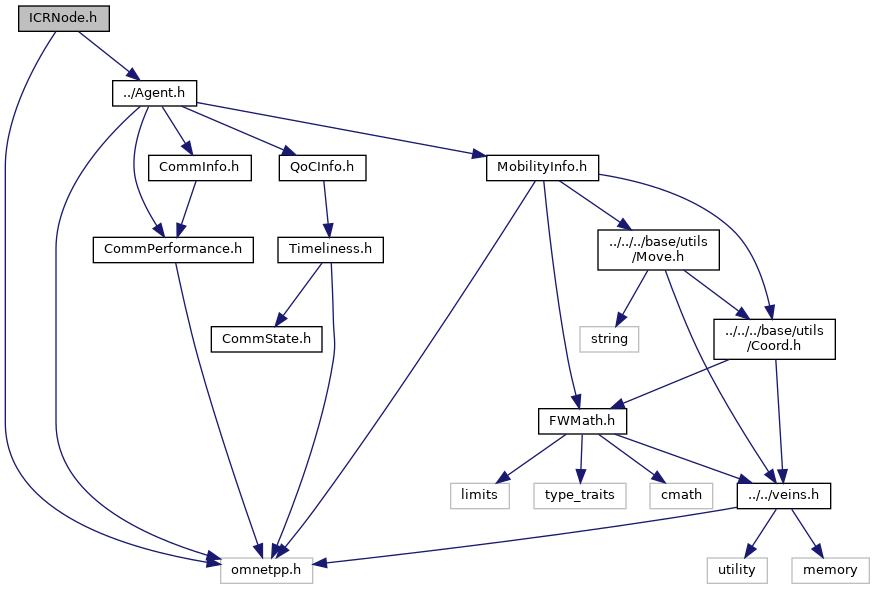 ICRNode.h
../Agent.h
CommInfo.h
QoCInfo.h
MobilityInfo.h
CommPerformance.h
Timeliness.h
../../../base/utils
/Move.h
CommState.h
string
../../../base/utils
/Coord.h
FWMath.h
limits
type_traits
cmath
../../veins.h
omnetpp.h
utility
memory